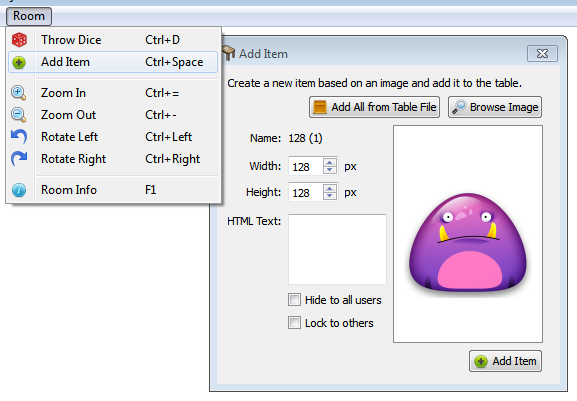 Room
Throw Dice Ctrl+D
Add Item Ctrl+Space
Zoom In Ctrl+=
Zoom Out Ctrl+-
Rotate Left Ctrl+Left
Rotate Right Ctrl+Right
Room Info F1
Add Item
Create a new item based on an image and add it to the table.
Add All from Table File Browse Image
Name: 128 (1)
Width: 128 px
Height: 128 px
HTML Text:
Hide to all users
Lock to others
Add Item